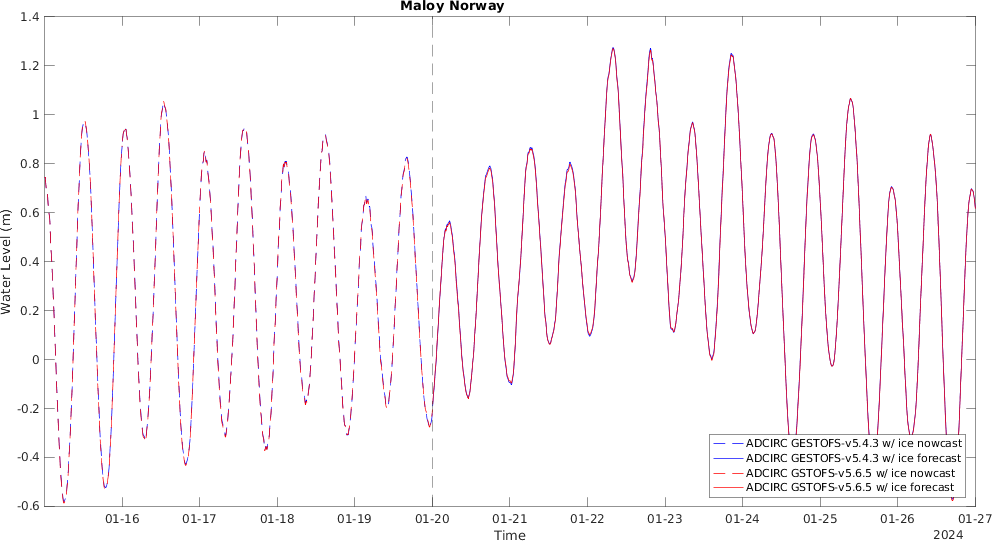 Maloy Norway
1.4
1.2
1
0.8
0.6
0.4
0.2
0
-0.2
-0.4
-0.6
Water Level (m)
ADCIRC GESTOFS-v5.4.3 w/ ice nowcast
ADCIRC GESTOFS-v5.4.3 w/ ice forecast
ADCIRC GSTOFS-v5.6.5 w/ ice nowcast
ADCIRC GSTOFS-v5.6.5 w/ ice forecast
01-16 01-17 01-18 01-19 01-20 01-21 01-22 01-23 01-24 01-25 01-26 01-27
Time
2024